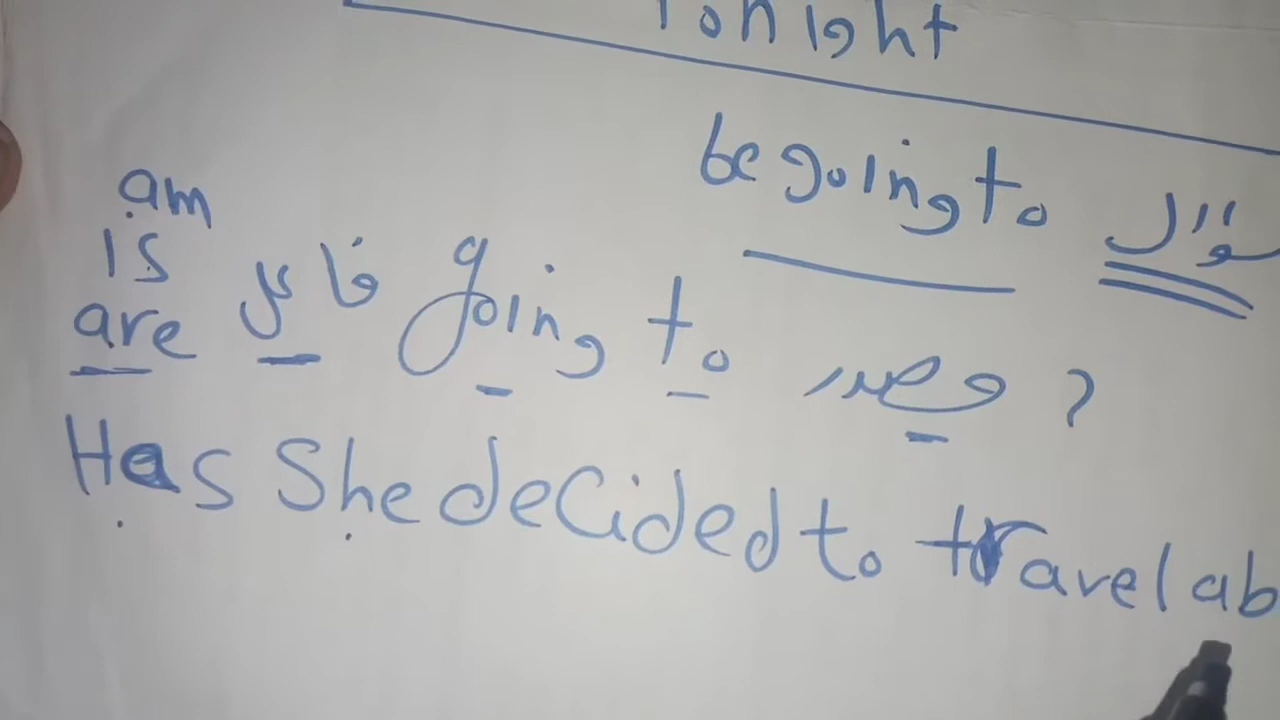 Tonight
be going to سؤال
am
is
are فاعل going to مصدر ?
Has She decided to travel ab